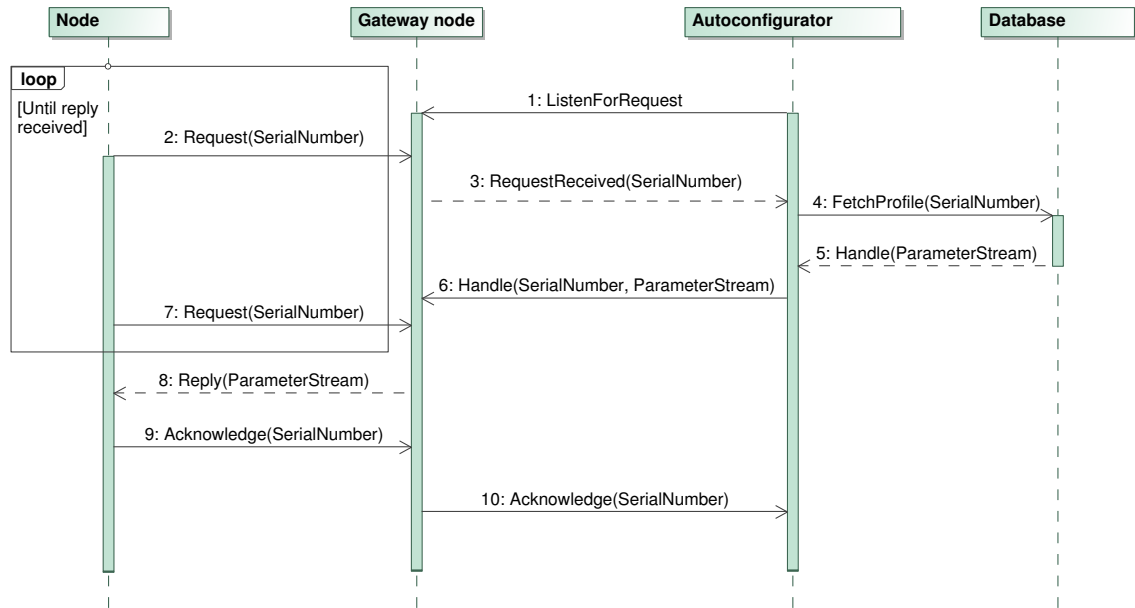 Node
Gateway node
Autoconfigurator
Database
loop
[Until reply
received]
1: ListenForRequest
2: Request(SerialNumber)
3: RequestReceived(SerialNumber)
4: FetchProfile(SerialNumber)
5: Handle(ParameterStream)
6: Handle(SerialNumber, ParameterStream)
7: Request(SerialNumber)
8: Reply(ParameterStream)
9: Acknowledge(SerialNumber)
10: Acknowledge(SerialNumber)